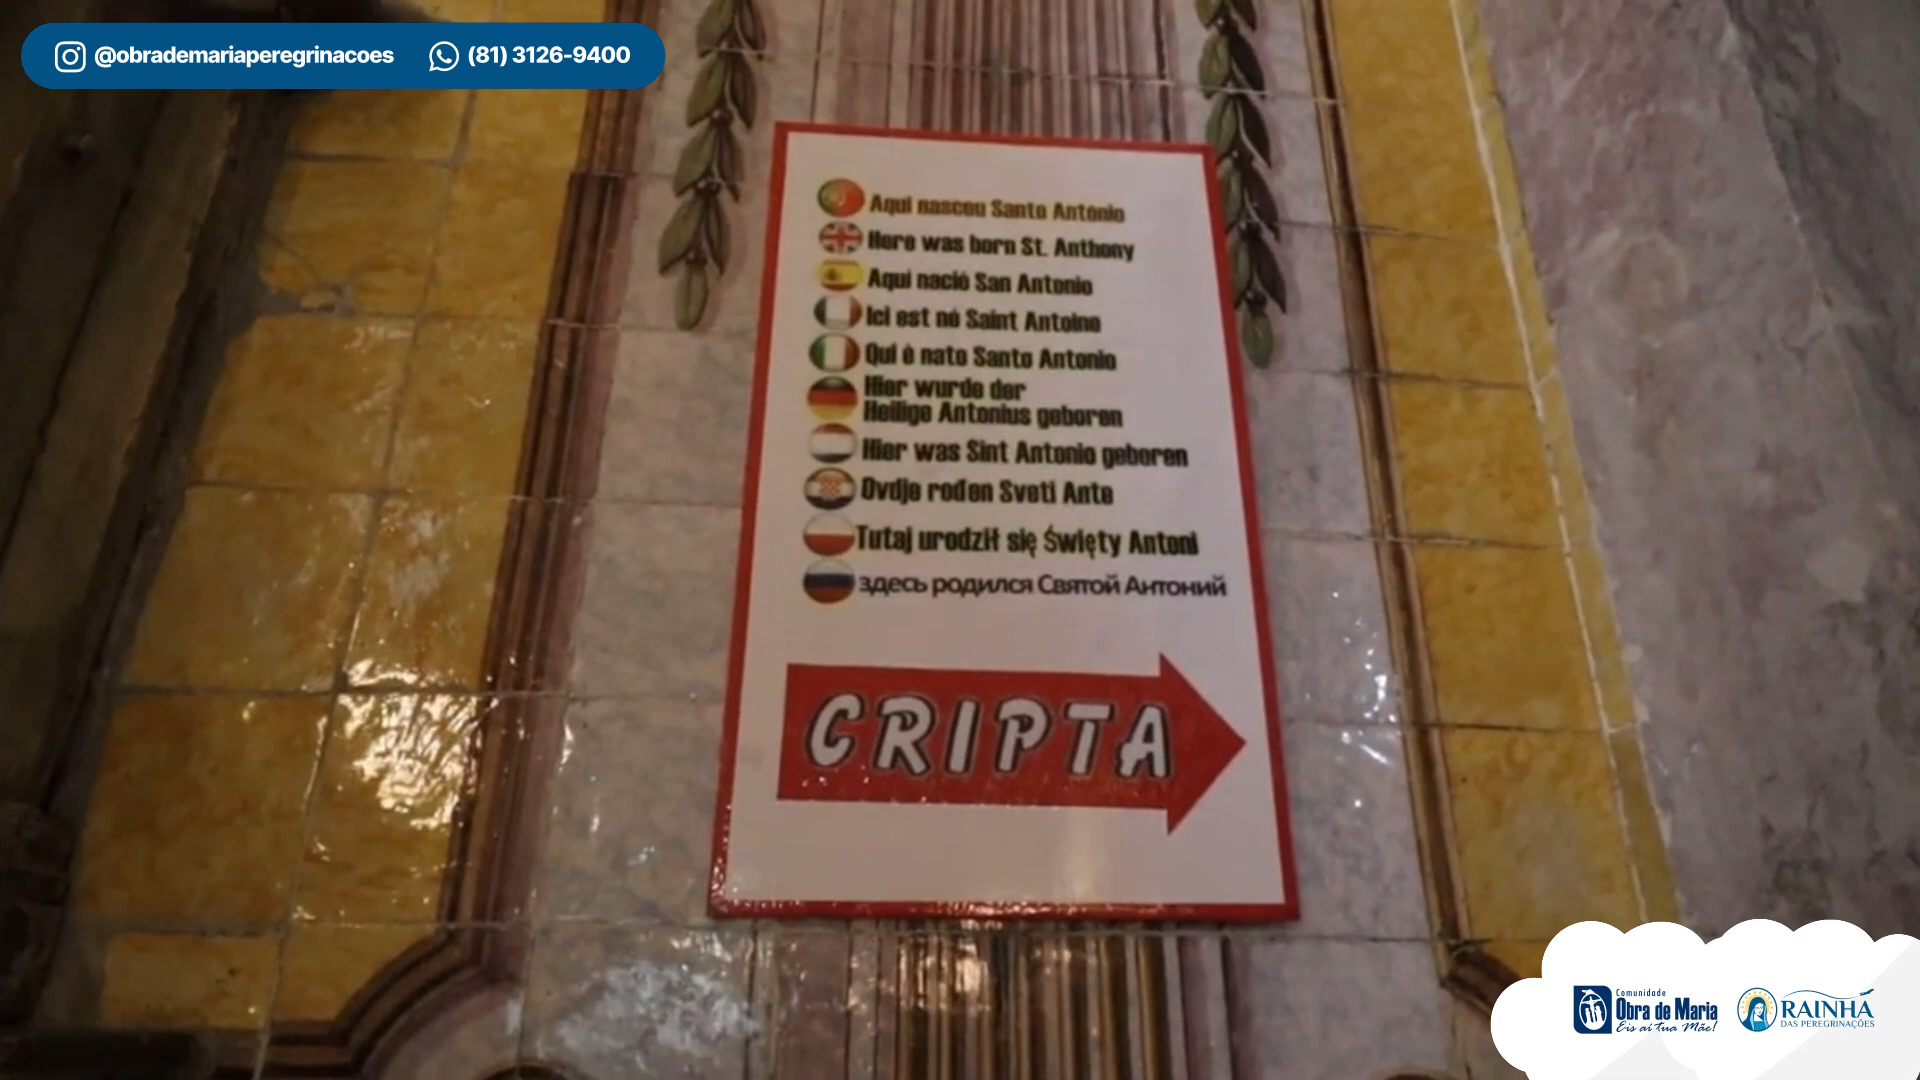 @obrademariaperegrinacoes (81) 3126-9400
Aqui nasceu Santo Antonio
Here was born St. Anthony
Aquí nació San Antonio
Ici est né Saint Antoine
Qui è nato Santo Antonio
Hier wurde der
Heilige Antonius geboren
Hier was Sint Antonio geboren
Ovdje rođen Sveti Ante
Tutaj urodził się Święty Antoni
здесь родился Святой Антоний
CRIPTA
Comunidade
Obra de Maria
Eis aí tua Mãe!
RAINHA
DAS PEREGRINAÇÕES